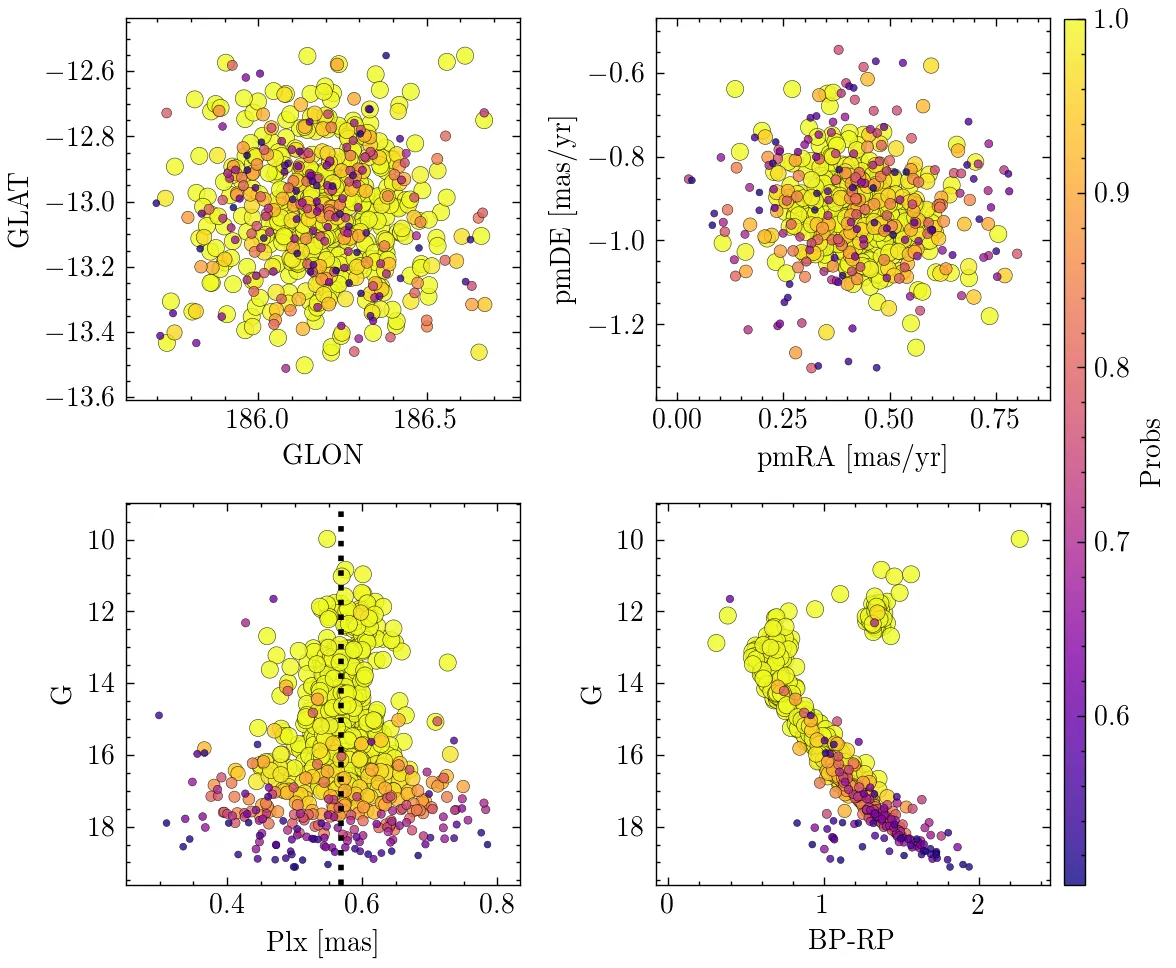 −12.6
−12.8
−13.0
−13.2
−13.4
−13.6
GLAT
186.0 186.5
GLON
−0.6
−0.8
−1.0
−1.2
pmDE [mas/yr]
0.00 0.25 0.50 0.75
pmRA [mas/yr]
10
12
14
16
18
G
0.4 0.6 0.8
Plx [mas]
10
12
14
16
18
G
0 1 2
BP-RP
1.0
0.9
0.8
0.7
0.6
Probs